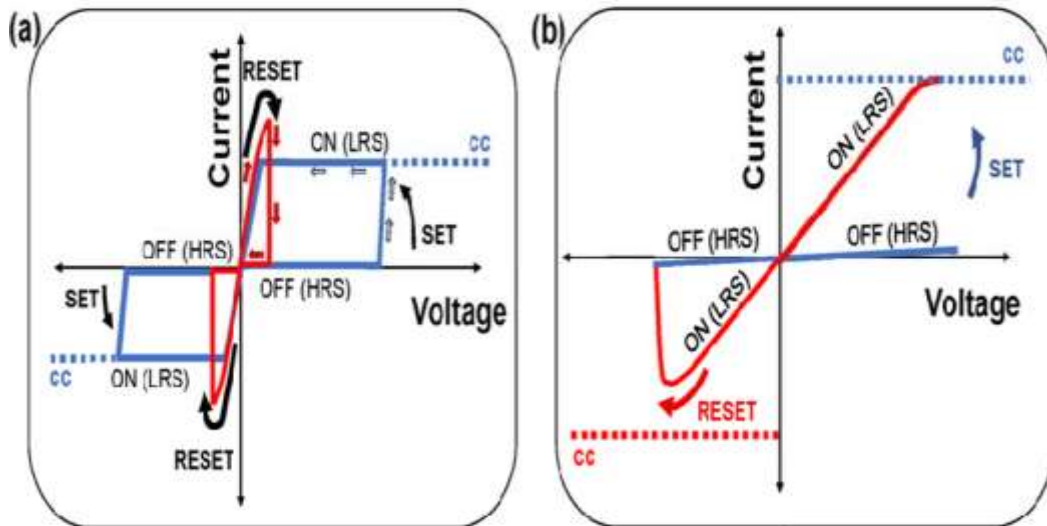 (a)
Current
RESET
ON (LRS)
cc
SET
OFF (HRS)
OFF (HRS)
SET
Voltage
cc
ON (LRS)
RESET
(b)
Current
cc
ON (LRS)
SET
OFF (HRS)
OFF (HRS)
Voltage
ON (LRS)
RESET
cc